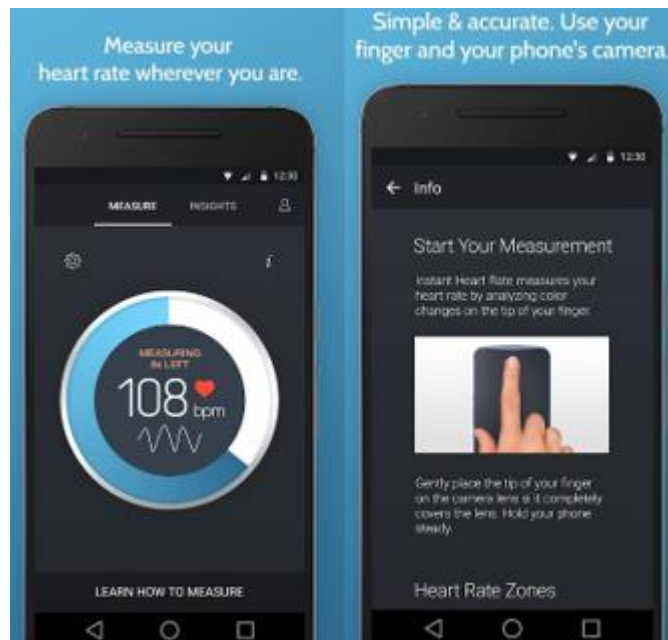 Measure your
heart rate wherever you are.
12:30
MEASURE INSIGHTS
i
MEASURING
8s LEFT
108 bpm
LEARN HOW TO MEASURE
Simple & accurate. Use your
finger and your phone's camera.
12:30
Info
Start Your Measurement
Instant Heart Rate measures your
heart rate by analyzing color
changes on the tip of your finger.
Gently place the tip of your finger
on the camera lens si it completely
covers the lens. Hold your phone
steady.
Heart Rate Zones